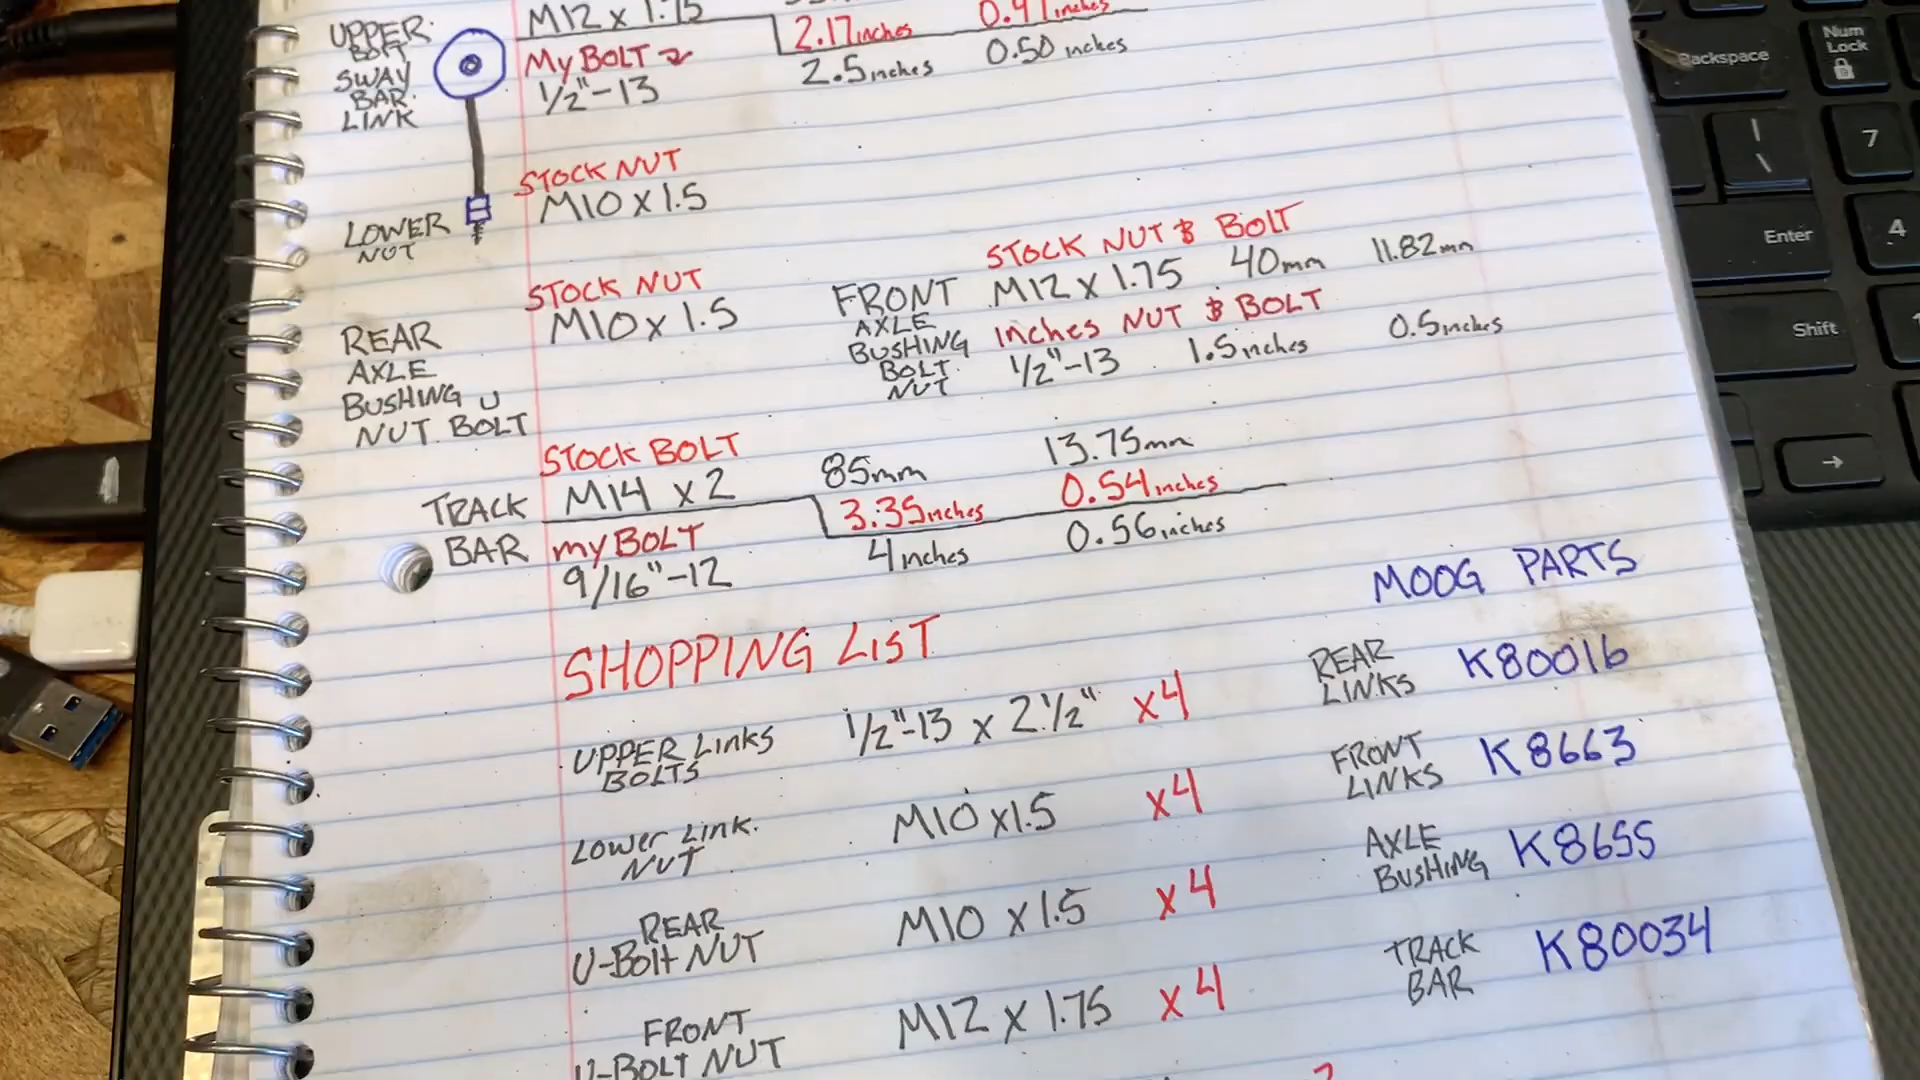 UPPER
BOLT
SWAY
BAR
LINK
M12 x 1.75
2.17 inches
My BOLT
1/2"-13
2.5 inches 0.50 inches
STOCK NUT
M10 x 1.5
LOWER
NUT
STOCK NUT
M10 x 1.5
REAR
AXLE
BUSHING U
NUT BOLT
STOCK NUT & BOLT
FRONT M12 x 1.75 40mm 11.82mm
AXLE
BUSHING
BOLT
NUT
Inches NUT & BOLT
1/2"-13 1.5 inches 0.5 inches
STOCK BOLT
TRACK
BAR
M14 x 2 85mm 13.75mm
3.35 inches 0.54 inches
my BOLT
9/16"-12 4 inches 0.56 inches
SHOPPING LIST
UPPER Links
BOLTS
1/2"-13 x 2 1/2" x4
Lower Link.
NUT
M10 x1.5 x4
REAR
U-Bolt NUT
M10 x 1.5 x4
FRONT
U-BOLT NUT
M12 x 1.75 x4
MOOG PARTS
REAR
LINKS
K80016
FRONT
LINKS
K8663
AXLE
BUSHING
K8655
TRACK
BAR
K80034
Backspace
Num
Lock
|
\
7
Enter
4
Shift
→